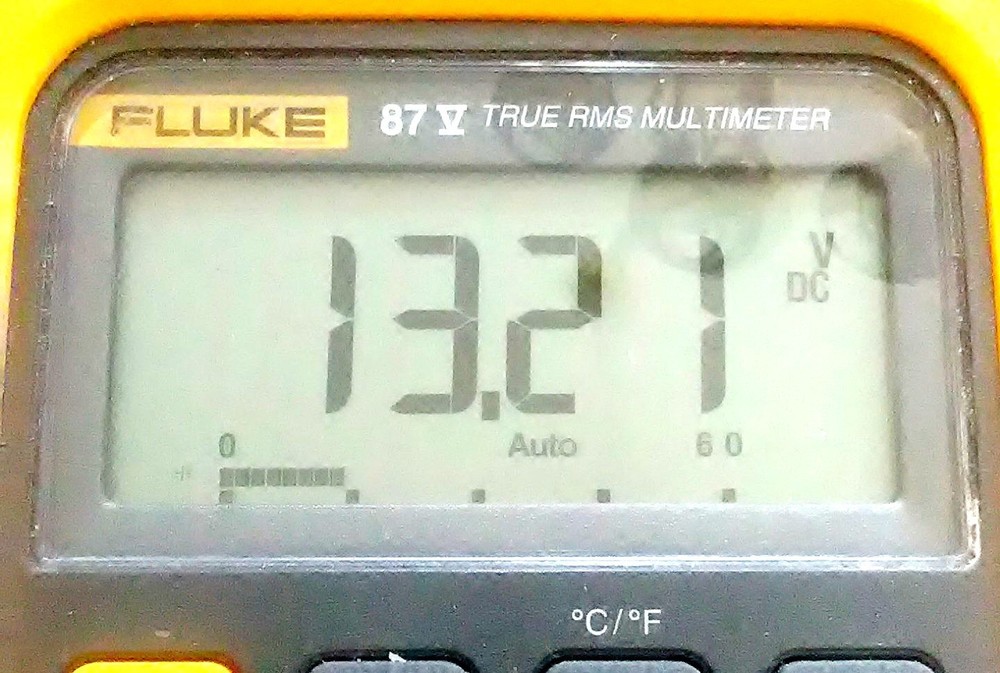 FLUKE 87 V TRUE RMS MULTIMETER
13.21 V DC
0 Auto 60
°C/°F